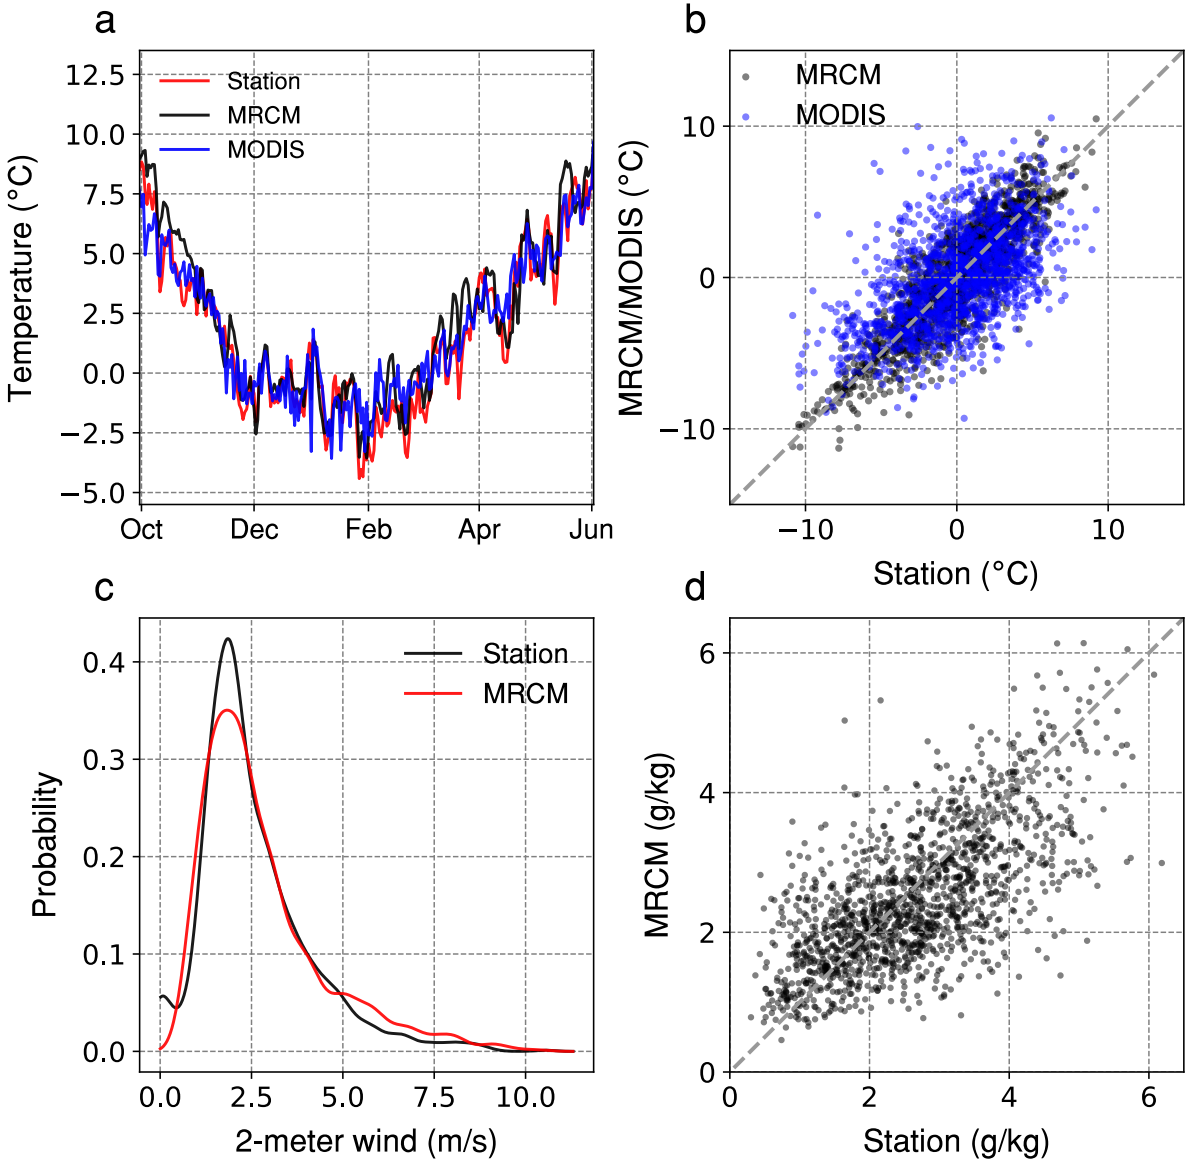 a
Temperature (°C)
12.5
10.0
7.5
5.0
2.5
0.0
−2.5
−5.0
Station
MRCM
MODIS
Oct
Dec
Feb
Apr
Jun
b
MRCM/MODIS (°C)
10
0
−10
MRCM
MODIS
−10
0
10
Station (°C)
c
Probability
0.4
0.3
0.2
0.1
0.0
Station
MRCM
0.0
2.5
5.0
7.5
10.0
2-meter wind (m/s)
d
MRCM (g/kg)
6
4
2
0
0
2
4
6
Station (g/kg)